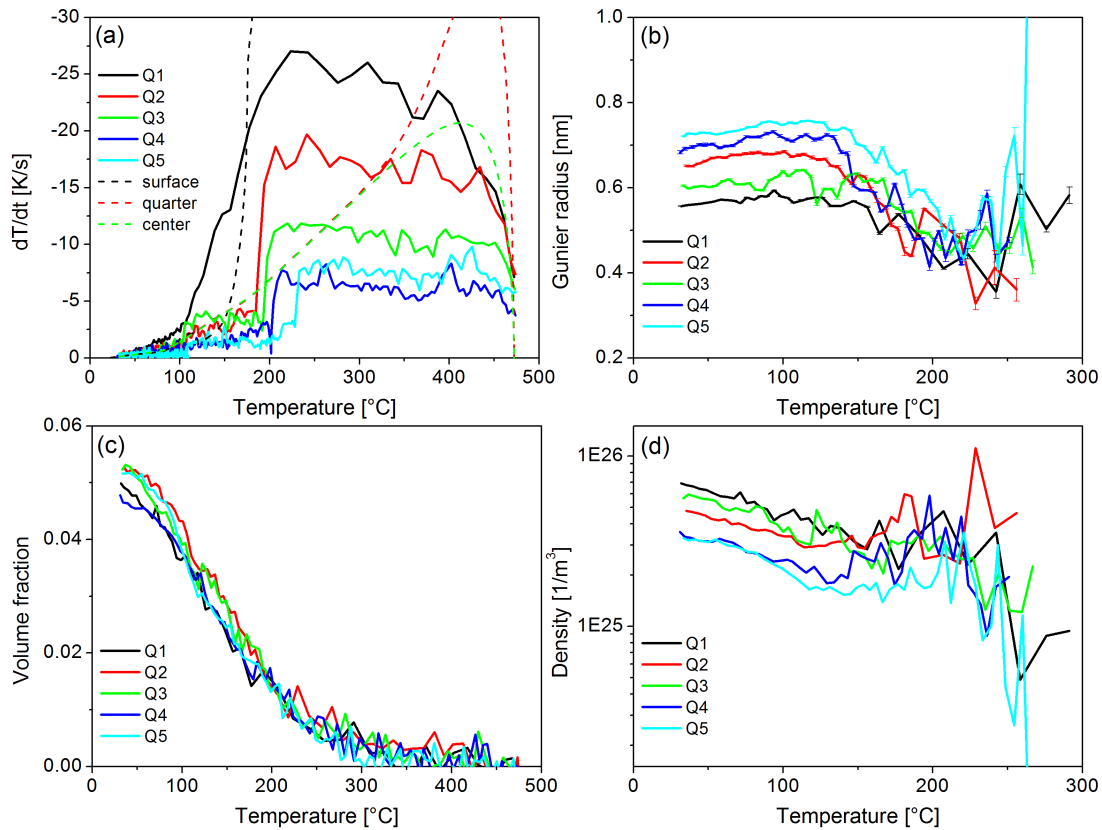 (a)
-30
-25
-20
-15
-10
-5
0
dT/dt [K/s]
Q1
Q2
Q3
Q4
Q5
surface
quarter
center
0 100 200 300 400 500
Temperature [°C]
(b)
1.0
0.8
0.6
0.4
0.2
Gunier radius [nm]
Q1
Q2
Q3
Q4
Q5
0 100 200 300
Temperature [°C]
(c)
0.06
0.04
0.02
0.00
Volume fraction
Q1
Q2
Q3
Q4
Q5
0 100 200 300 400 500
Temperature [°C]
(d)
1E26
1E25
Density [1/m³]
Q1
Q2
Q3
Q4
Q5
0 100 200 300
Temperature [°C]